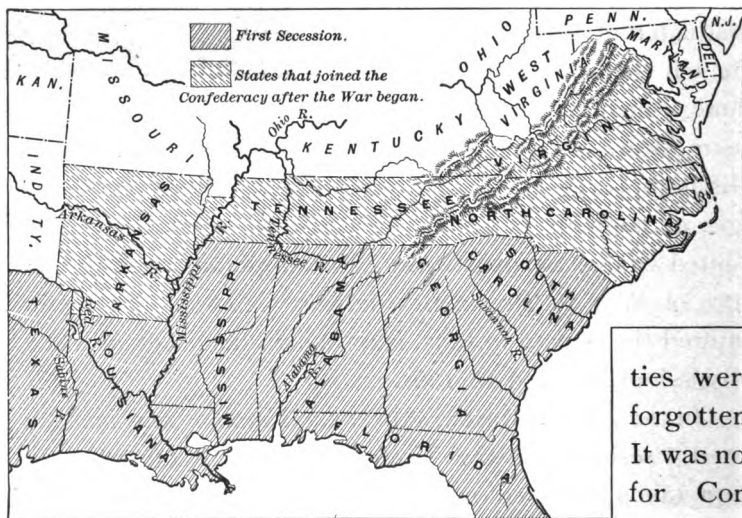 First Secession.
States that joined the
Confederacy after the War began.
PENN.
N.J.
MARYLAND
DEL.
OHIO
WEST
VIRGINIA
MISSOURI
KAN.
KENTUCKY
Ohio R.
VIRGINIA
IND. TY.
ARKANSAS
Arkansas R.
TENNESSEE
Tennessee R.
NORTH CAROLINA
SOUTH
CAROLINA
Mississippi R.
MISSISSIPPI
ALABAMA
Alabama R.
GEORGIA
Savannah R.
TEXAS
Red R.
Sabine R.
LOUISIANA
FLORIDA
ties were
forgotten
It was no
for Con